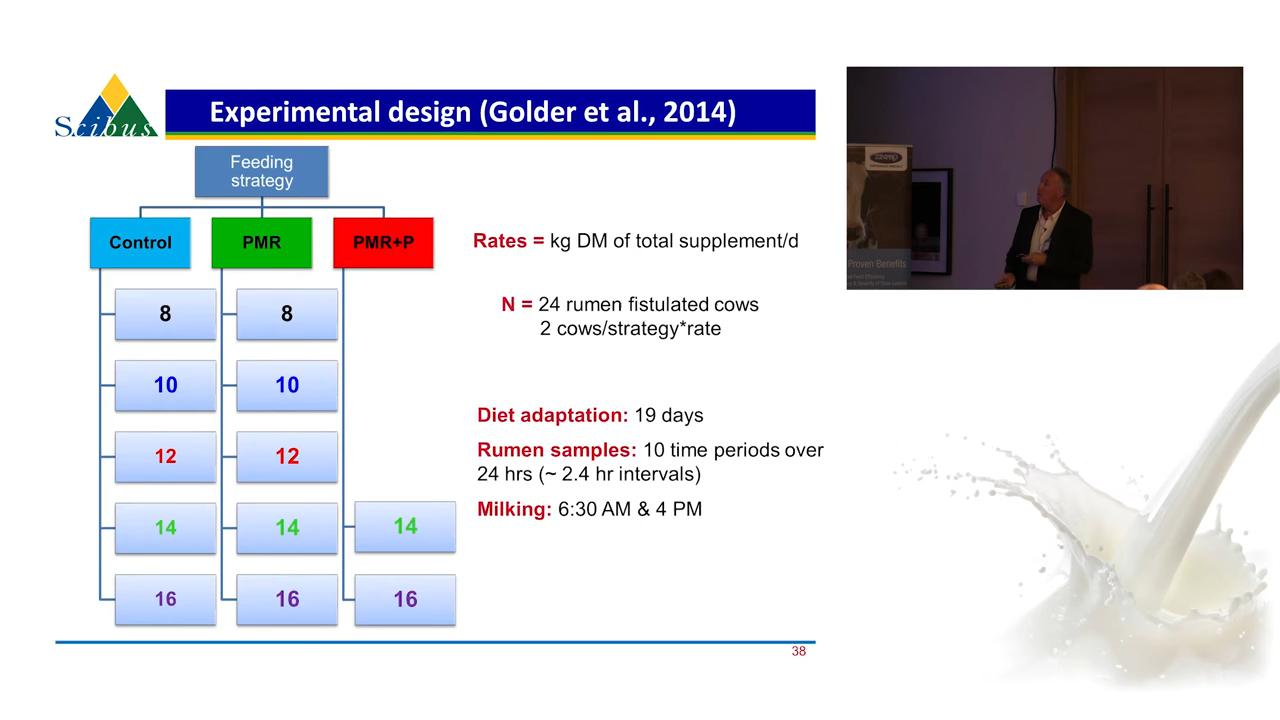 Scibus
Experimental design (Golder et al., 2014)
Feeding
strategy
Control
PMR
PMR+P
8
8
10
10
12
12
14
14
14
16
16
16
Rates = kg DM of total supplement/d
N = 24 rumen fistulated cows
2 cows/strategy*rate
Diet adaptation: 19 days
Rumen samples: 10 time periods over
24 hrs (~ 2.4 hr intervals)
Milking: 6:30 AM & 4 PM
38
Proven Benefits